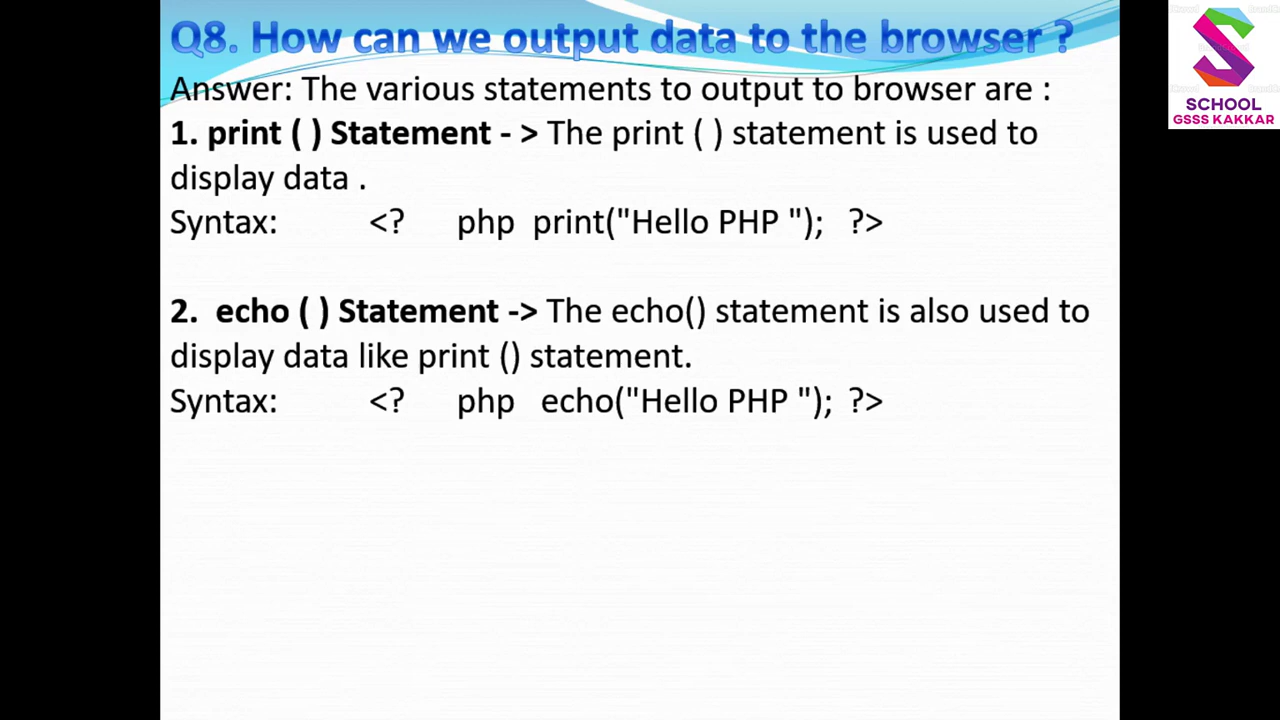 Q8. How can we output data to the browser ?
Answer: The various statements to output to browser are :
1. print ( ) Statement - > The print ( ) statement is used to
display data .
Syntax: <? php print("Hello PHP "); ?>
2. echo ( ) Statement -> The echo() statement is also used to
display data like print () statement.
Syntax: <? php echo("Hello PHP "); ?>
SCHOOL
GSSS KAKKAR